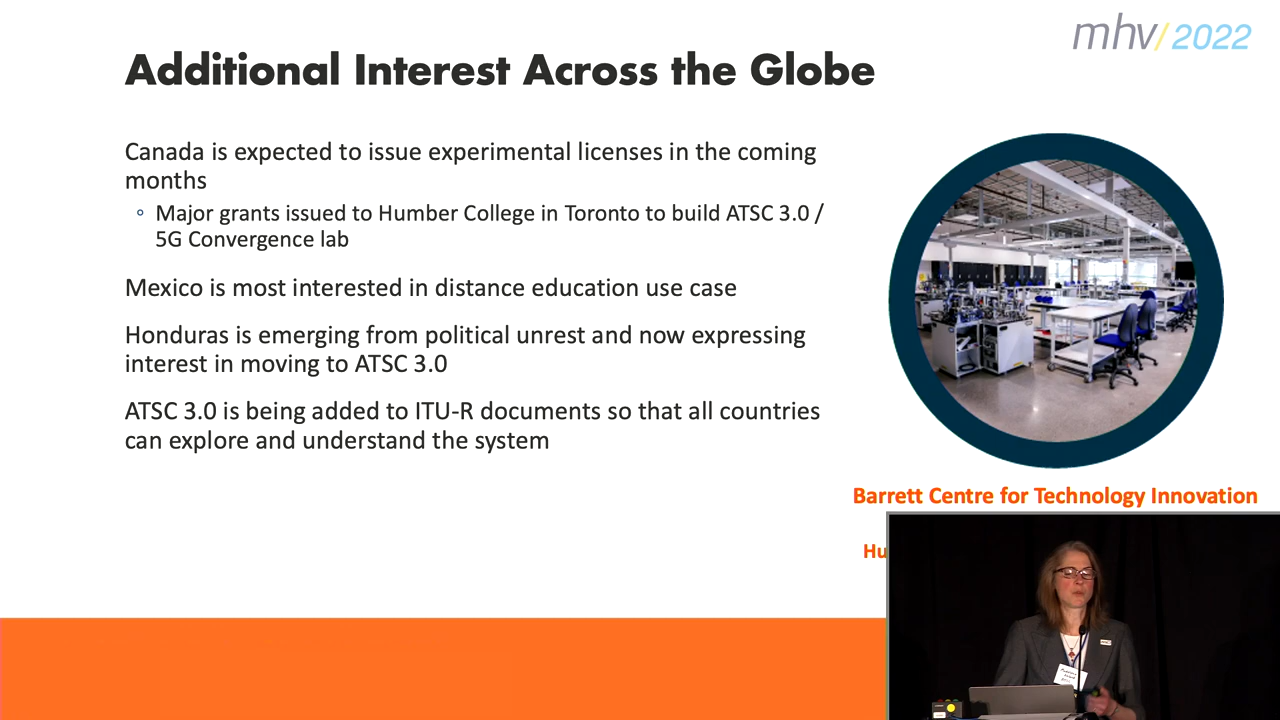 mhv/2022
Additional Interest Across the Globe
Canada is expected to issue experimental licenses in the coming
months
◦ Major grants issued to Humber College in Toronto to build ATSC 3.0 /
5G Convergence lab
Mexico is most interested in distance education use case
Honduras is emerging from political unrest and now expressing
interest in moving to ATSC 3.0
ATSC 3.0 is being added to ITU-R documents so that all countries
can explore and understand the system
Barrett Centre for Technology Innovation
Hu